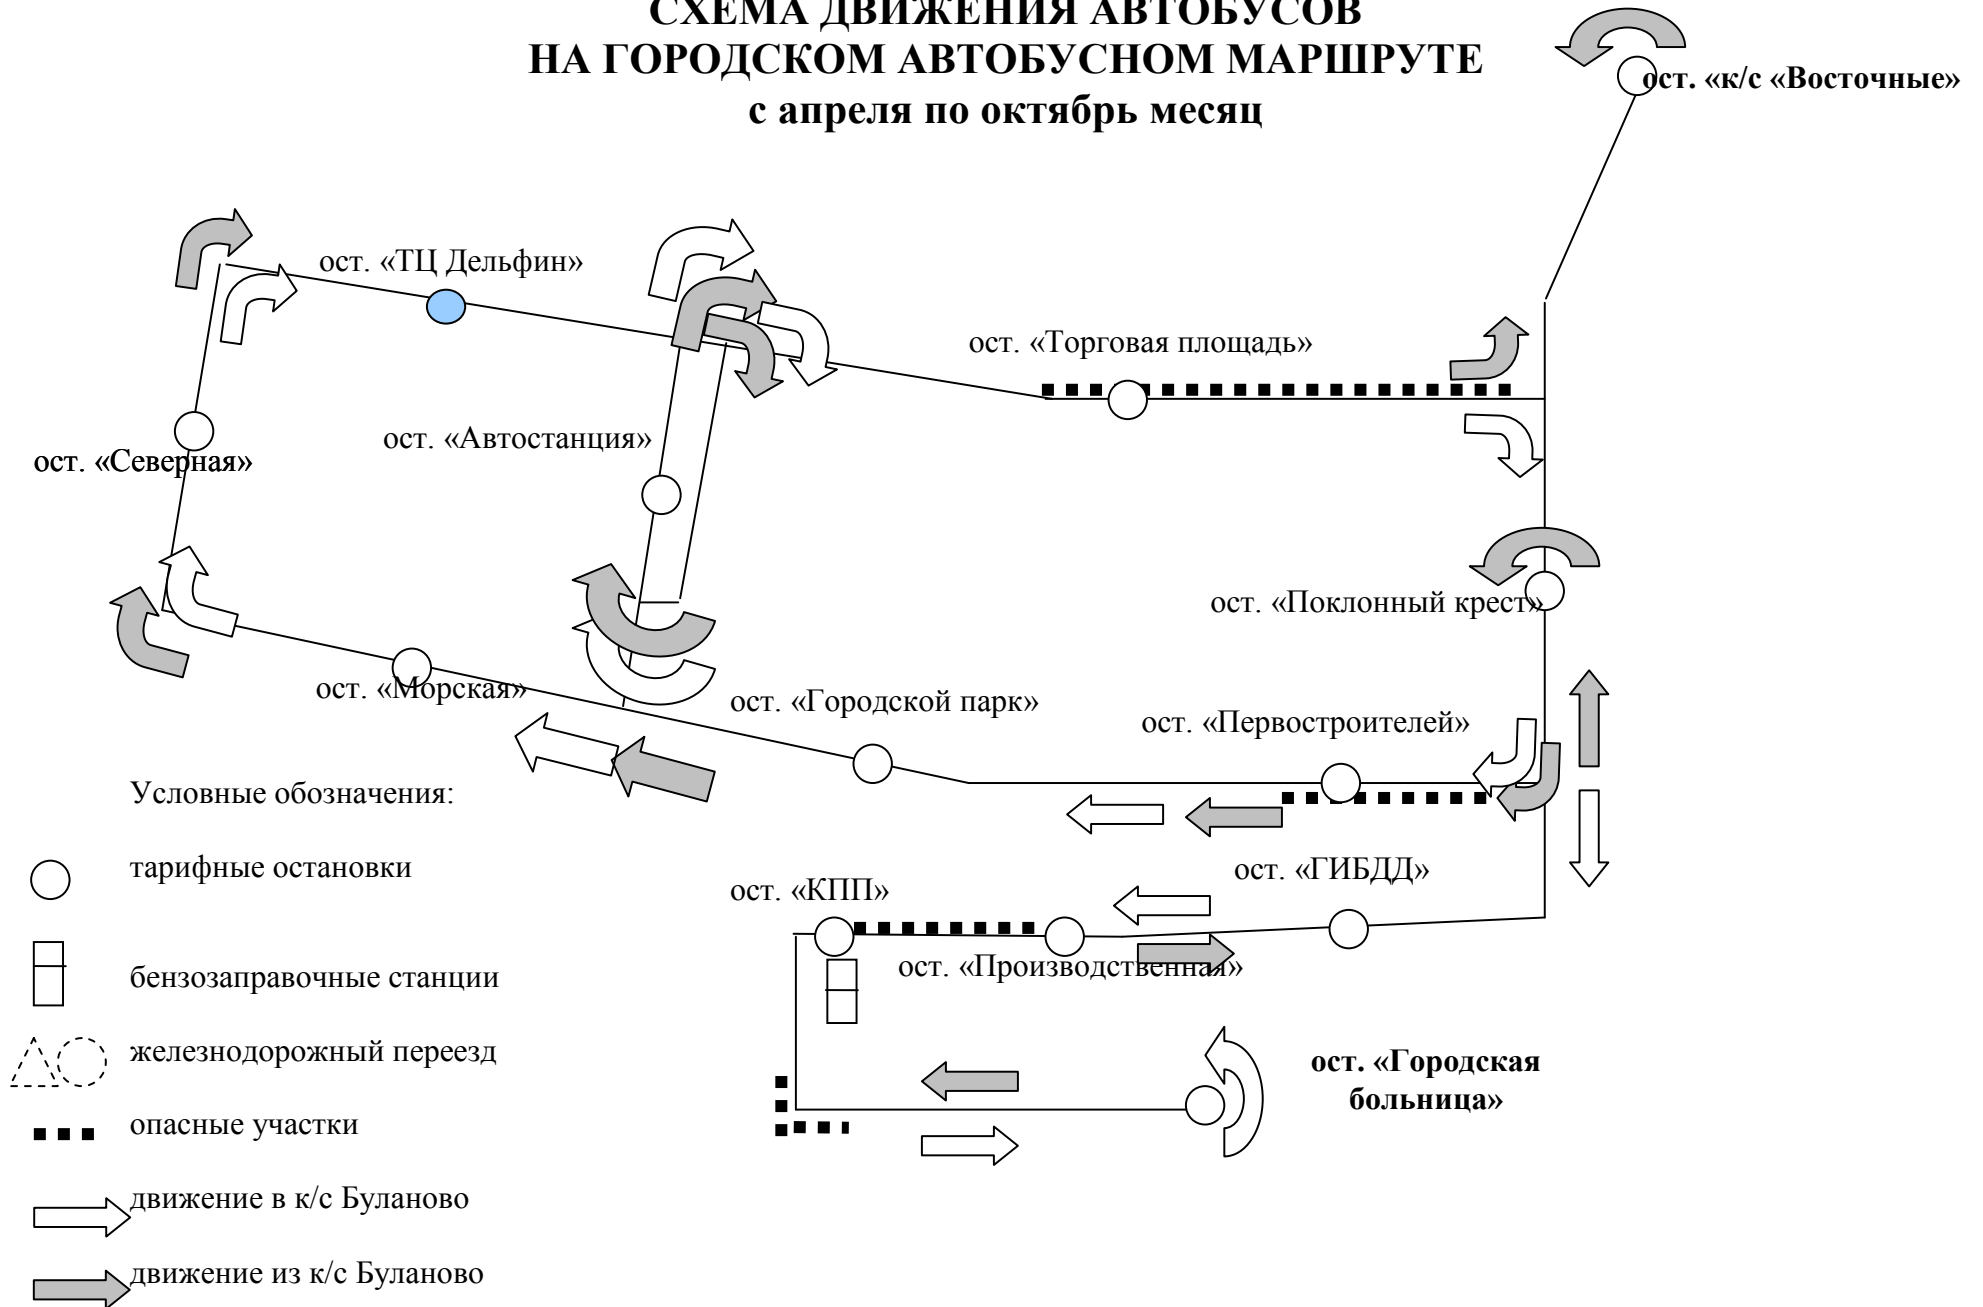 СХЕМА ДВИЖЕНИЯ АВТОБУСОВ
НА ГОРОДСКОМ АВТОБУСНОМ МАРШРУТЕ
с апреля по октябрь месяц
ост. «к/с «Восточные»
ост. «ТЦ Дельфин»
ост. «Торговая площадь»
ост. «Автостанция»
ост. «Северная»
ост. «Поклонный крест»
ост. «Морская»
ост. «Городской парк»
ост. «Первостроителей»
ост. «ГИБДД»
ост. «КПП»
ост. «Производственная»
ост. «Городская
больница»
Условные обозначения:
тарифные остановки
бензозаправочные станции
железнодорожный переезд
опасные участки
движение в к/с Буланово
движение из к/с Буланово